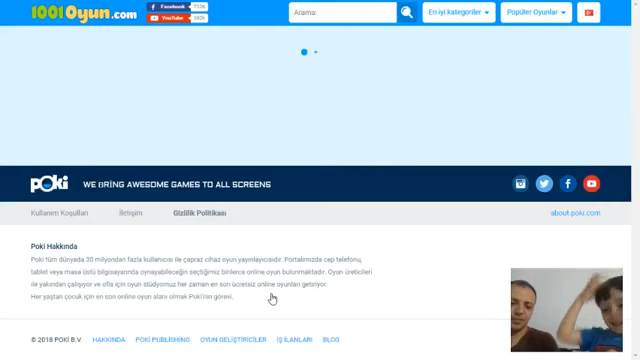 1001Oyun.com
Facebook
YouTube
Arama:
En iyi kategoriler
Popüler Oyunlar
POKI
WE BRING AWESOME GAMES TO ALL SCREENS
Kullanım Koşulları
İletişim
Gizlilik Politikası
about.poki.com
Poki Hakkında
Poki tüm dünyada 30 milyondan fazla kullanıcısı ile çapraz cihaz oyun yayınlayıcısıdır. Portalımızda cep telefonu,
tablet veya masa üstü bilgisayarında oynayabileceğin seçtiğimiz binlerce online oyun bulunmaktadır. Oyun üreticileri
ile yakından çalışıyor ve ofis için oyun stüdyomuz her zaman en son ücretsiz online oyunları getiriyor.
Her yaştan çocuk için en son online oyun alanı olmak Poki'nin görevi.
© 2018 POKİ B.V.
HAKKINDA
POKI PUBLISHING
OYUN GELİŞTİRİCİLER
İŞ İLANLARI
BLOG